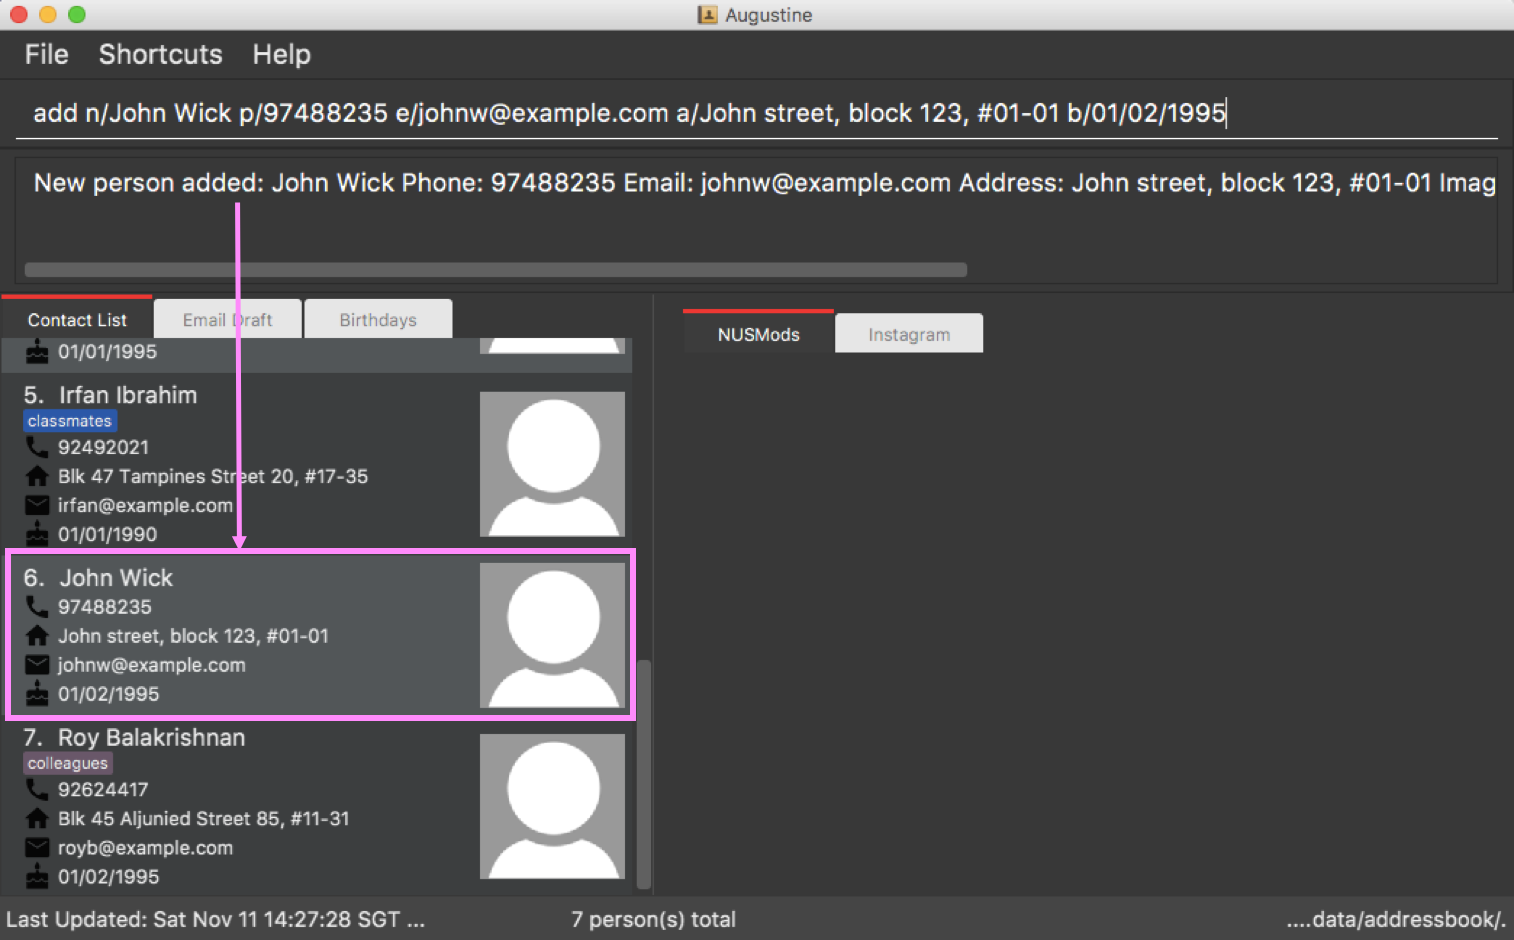 Augustine
File Shortcuts Help
add n/John Wick p/97488235 e/johnw@example.com a/John street, block 123, #01-01 b/01/02/1995
New person added: John Wick Phone: 97488235 Email: johnw@example.com Address: John street, block 123, #01-01 Imag
Contact List Email Draft Birthdays
NUSMods Instagram
01/01/1995
5. Irfan Ibrahim
classmates
92492021
Blk 47 Tampines Street 20, #17-35
irfan@example.com
01/01/1990
6. John Wick
97488235
John street, block 123, #01-01
johnw@example.com
01/02/1995
7. Roy Balakrishnan
colleagues
92624417
Blk 45 Aljunied Street 85, #11-31
royb@example.com
01/02/1995
Last Updated: Sat Nov 11 14:27:28 SGT ... 7 person(s) total ....data/addressbook/.